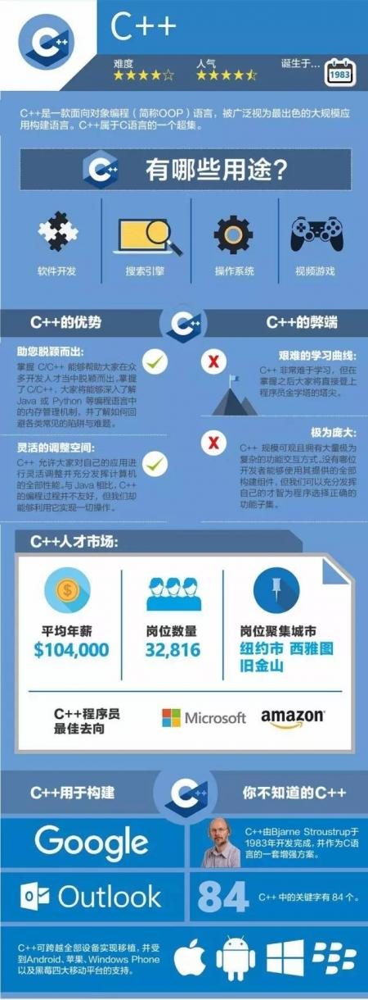 C++
C++
难度
人气
诞生于...
1983
C++是一款面向对象编程（简称OOP）语言，被广泛视为最出色的大规模应
用构建语言。C++属于C语言的一个超集。
C++
有哪些用途?
软件开发
搜索引擎
操作系统
视频游戏
C++的优势
C++
C++的弊端
助您脱颖而出:
掌握 C/C++ 能够帮助大家在众
多开发人才当中脱颖而出。掌握
了 C/C++，大家将能够深入了解
Java 或 Python 等编程语言中
的内存管理机制，并了解如何回
避各类常见的陷阱与难题。
灵活的调整空间:
C++ 允许大家对自己的应用进
行灵活调整并充分发挥计算机
的全部性能。与 Java 相比，C++
的编程过程并不友好，但我们却
能够利用它实现一切操作。
X
艰难的学习曲线:
C++ 非常难于学习，但在
掌握之后大家将直接登上
程序员金字塔的塔尖。
X
极为庞大:
C++ 规模可观且拥有大量极为
复杂的功能交互方式。没有哪位
开发者能够使用其提供的全部
构建组件，但我们可以充分发挥
自己的才智为程序选择正确的
功能子集。
C++人才市场:
$
平均年薪
$104,000
岗位数量
32,816
岗位聚集城市
纽约市 西雅图
旧金山
C++程序员
最佳去向
Microsoft
amazon
C++用于构建
C++
你不知道的C++
Google
C++由Bjarne Stroustrup于
1983年开发完成，并作为C语
言的一套增强方案。
Outlook
84
C++ 中的关键字有 84 个。
C++可跨越全部设备实现移植，并受
到Android、苹果、Windows Phone
以及黑莓四大移动平台的支持。